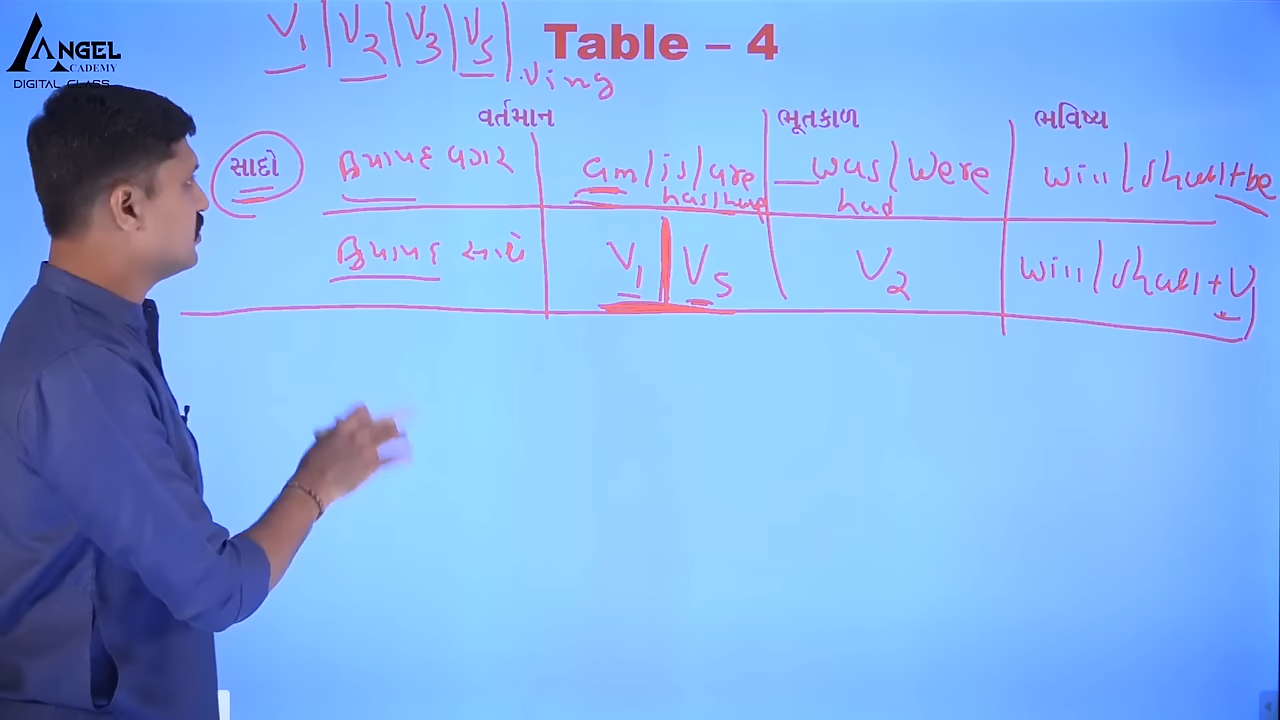 ANGEL
ACADEMY
DIGITAL CLASS
V1 | V2 | V3 | V5 | Ving
Table – 4
વર્તમાન ભૂતકાળ ભવિષ્ય
સાદો ક્રિયાપદ વગર am/is/are was/were will/shall+be
has/have had
ક્રિયાપદ સાથે V1 V5 V2 will/shall+V1